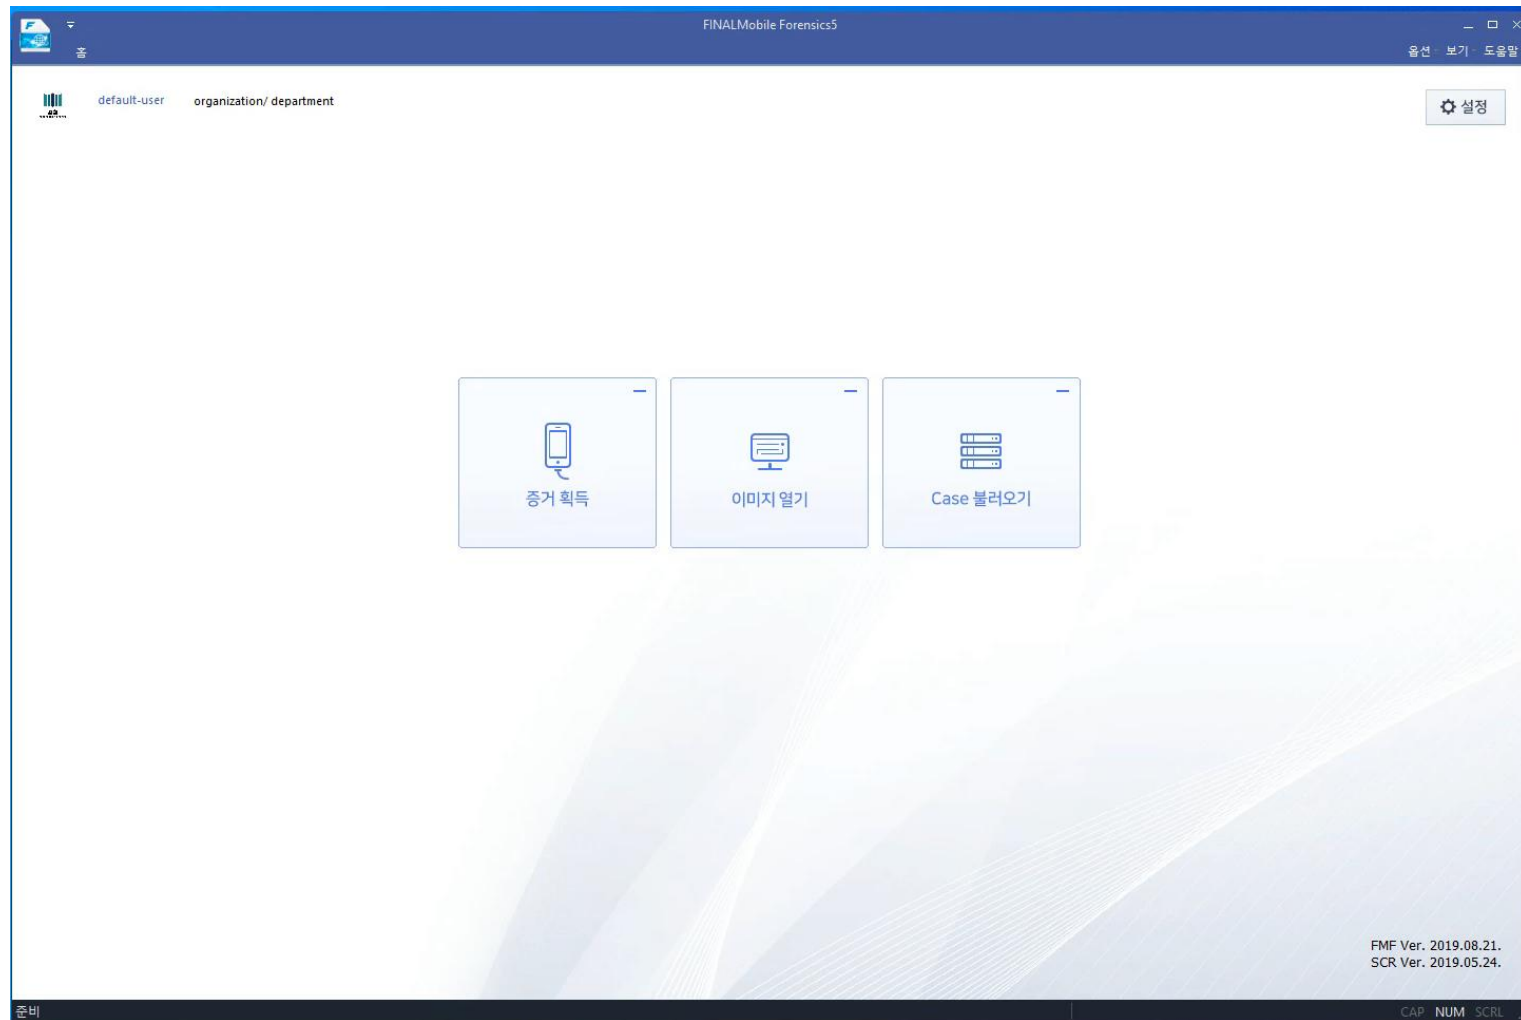 FINALMobile Forensics5
홈
옵션 보기 도움말
default-user organization/ department
설정
증거 획득
이미지 열기
Case 불러오기
FMF Ver. 2019.08.21.
SCR Ver. 2019.05.24.
준비
CAP NUM SCRL